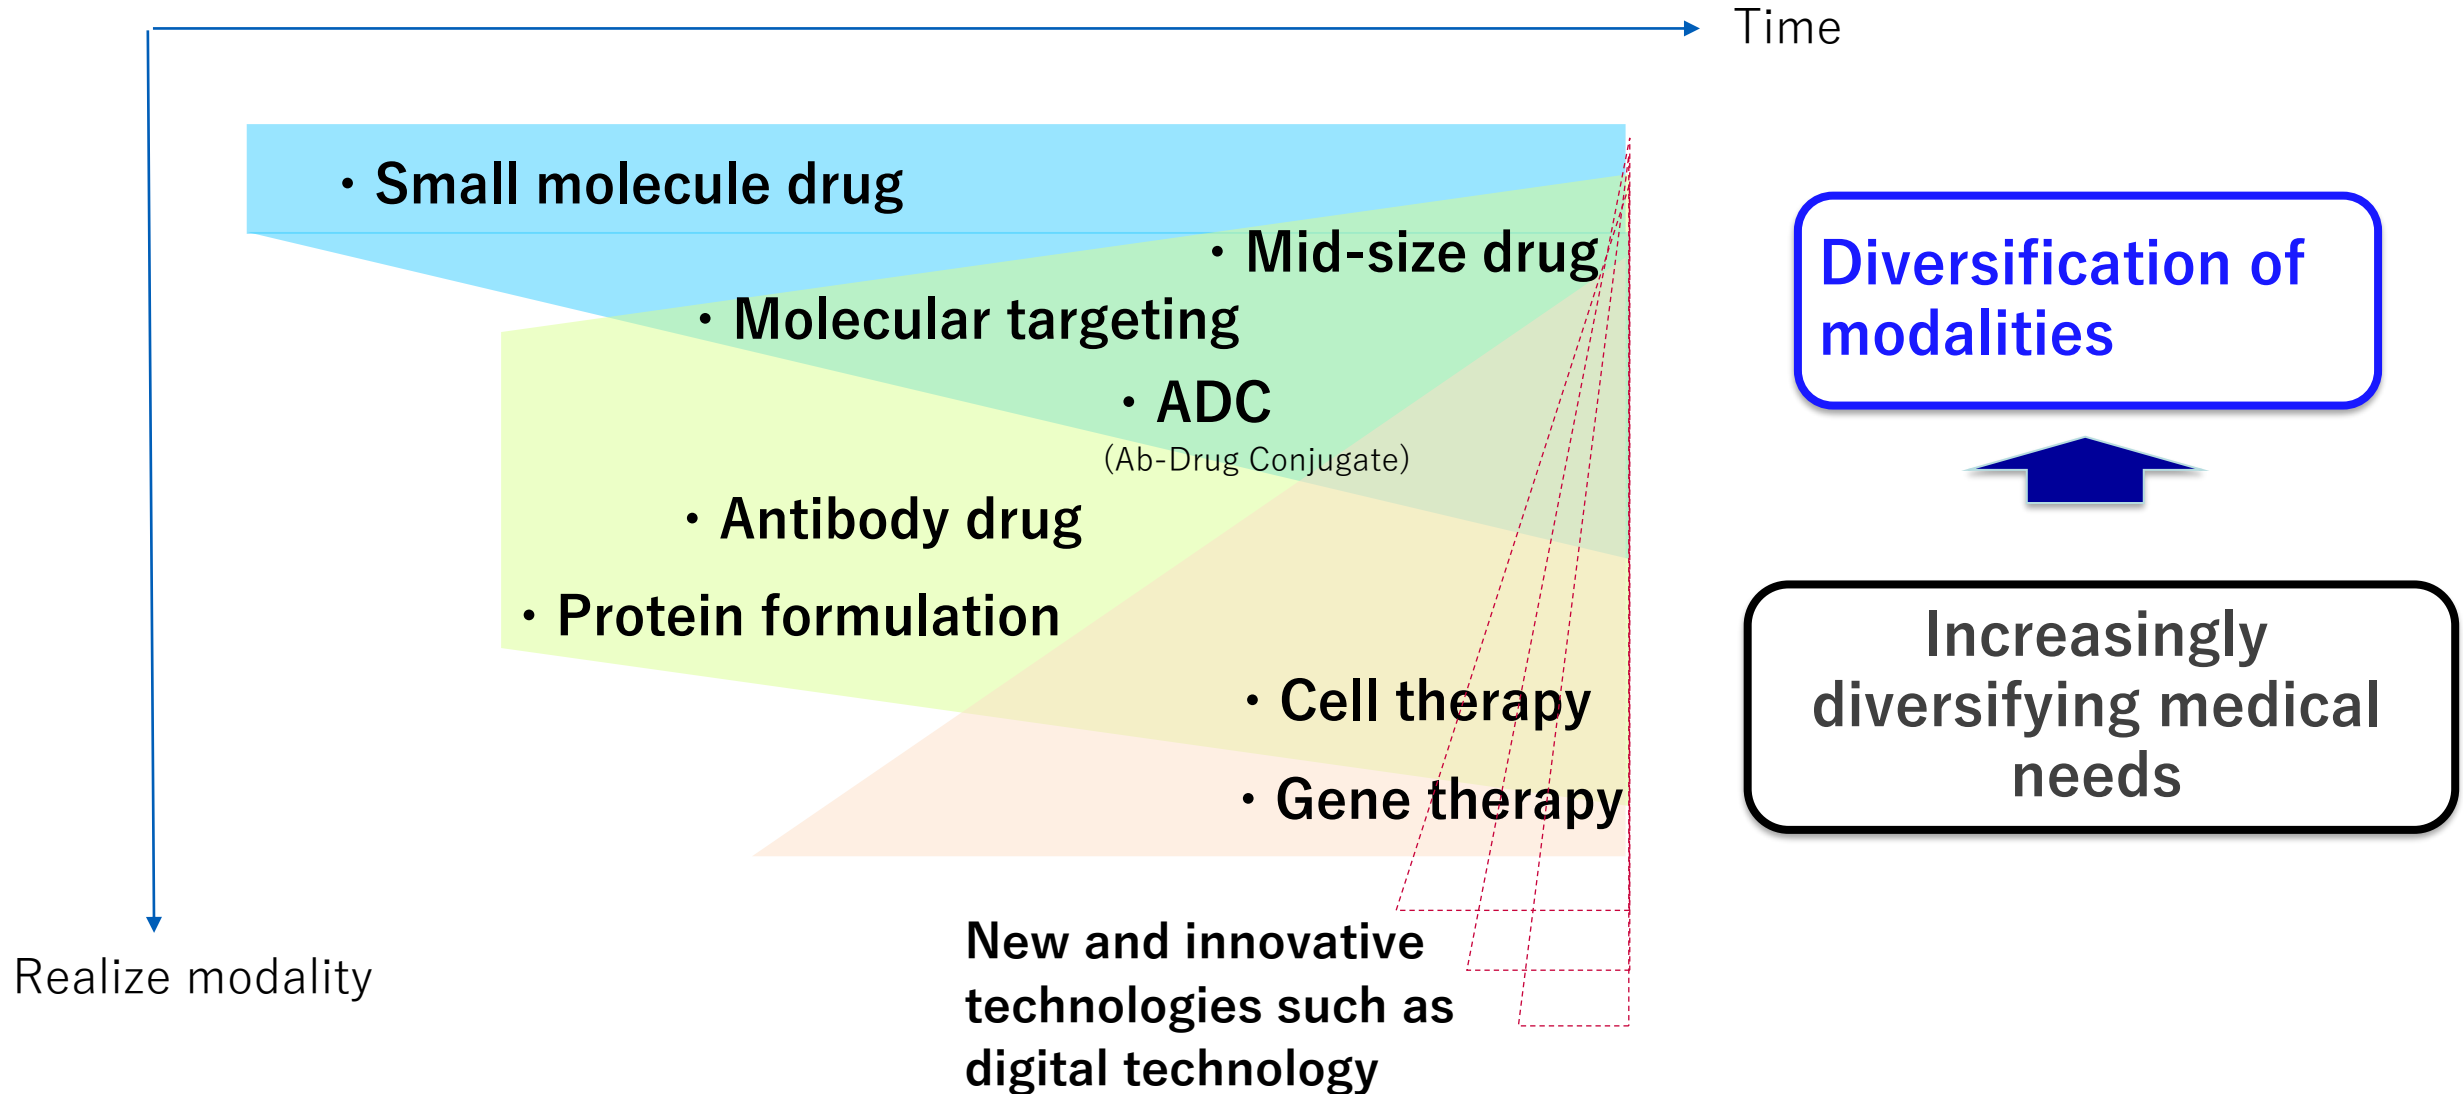 Time
・Small molecule drug
・Mid-size drug
・Molecular targeting
・ADC
(Ab-Drug Conjugate)
・Antibody drug
・Protein formulation
・Cell therapy
・Gene therapy
New and innovative
technologies such as
digital technology
Realize modality
Diversification of
modalities
Increasingly
diversifying medical
needs